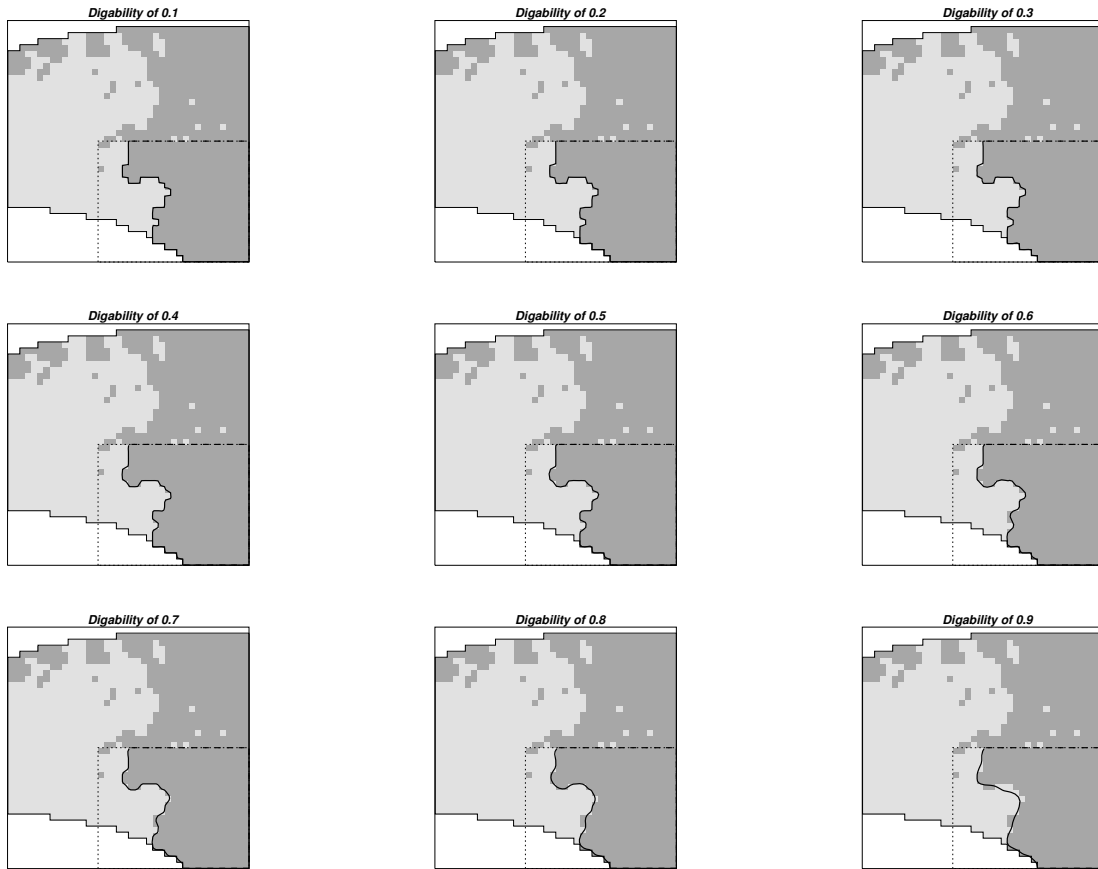 Digability of 0.1
Digability of 0.2
Digability of 0.3
Digability of 0.4
Digability of 0.5
Digability of 0.6
Digability of 0.7
Digability of 0.8
Digability of 0.9